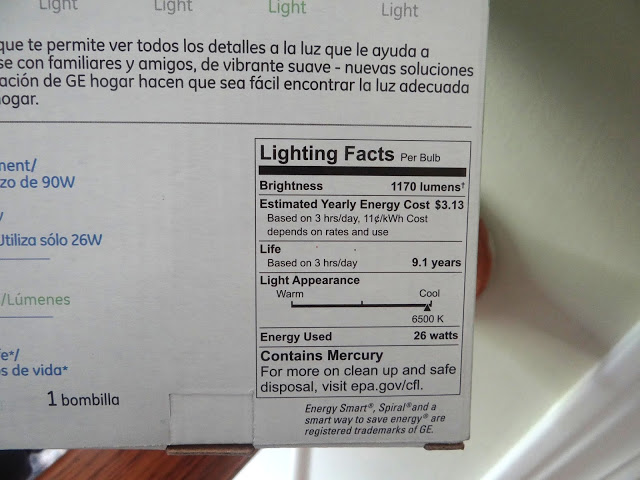 Light Light Light Light
que te permite ver todos los detalles a la luz que le ayuda a
se con familiares y amigos, de vibrante suave - nuevas soluciones
ación de GE hogar hacen que sea fácil encontrar la luz adecuada
hogar.
ment/
zo de 90W
/
Utiliza sólo 26W
/Lúmenes
fe*/
os de vida*
1 bombilla
Lighting Facts Per Bulb
Brightness 1170 lumens†
Estimated Yearly Energy Cost $3.13
Based on 3 hrs/day, 11¢/kWh Cost
depends on rates and use
Life
Based on 3 hrs/day 9.1 years
Light Appearance
Warm Cool
6500 K
Energy Used 26 watts
Contains Mercury
For more on clean up and safe
disposal, visit epa.gov/cfl.
Energy Smart®, Spiral® and a
smart way to save energy® are
registered trademarks of GE.